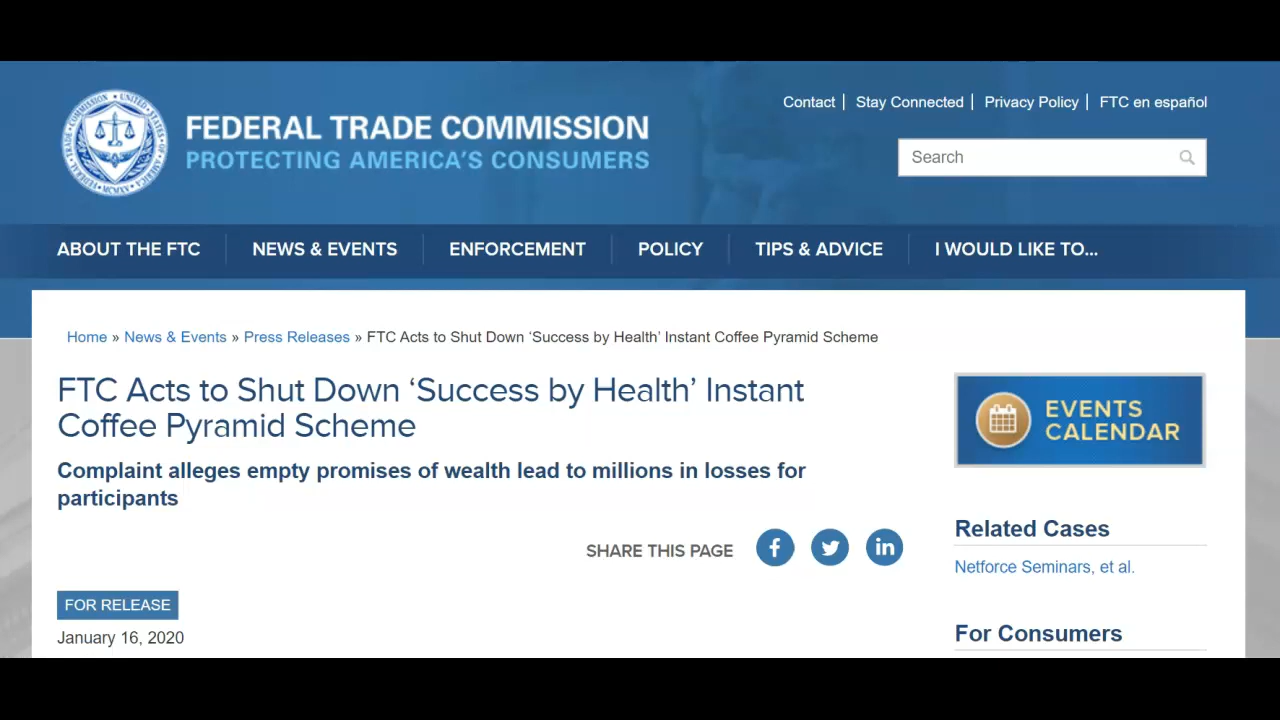 Contact | Stay Connected | Privacy Policy | FTC en español
FEDERAL TRADE COMMISSION
PROTECTING AMERICA'S CONSUMERS
Search
ABOUT THE FTC
NEWS & EVENTS
ENFORCEMENT
POLICY
TIPS & ADVICE
I WOULD LIKE TO...
Home » News & Events » Press Releases » FTC Acts to Shut Down ‘Success by Health’ Instant Coffee Pyramid Scheme
FTC Acts to Shut Down ‘Success by Health’ Instant
Coffee Pyramid Scheme
Complaint alleges empty promises of wealth lead to millions in losses for
participants
SHARE THIS PAGE
FOR RELEASE
January 16, 2020
EVENTS
CALENDAR
Related Cases
Netforce Seminars, et al.
For Consumers